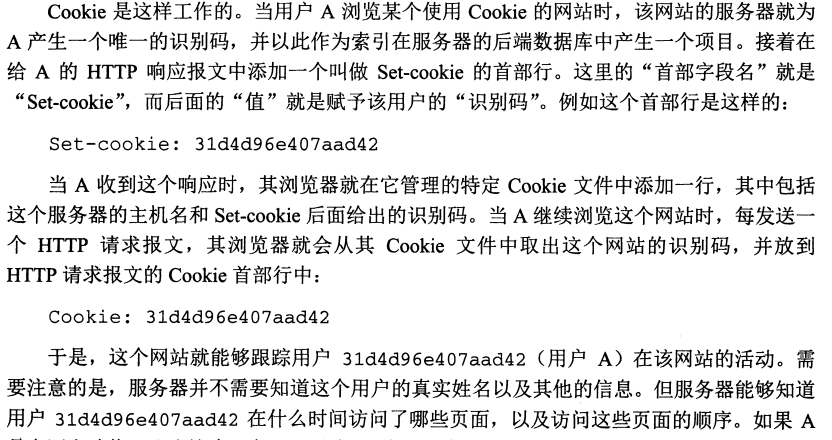 Cookie 是这样工作的。当用户 A 浏览某个使用 Cookie 的网站时，该网站的服务器就为
A 产生一个唯一的识别码，并以此作为索引在服务器的后端数据库中产生一个项目。接着在
给 A 的 HTTP 响应报文中添加一个叫做 Set-cookie 的首部行。这里的“首部字段名”就是
“Set-cookie”，而后面的“值”就是赋予该用户的“识别码”。例如这个首部行是这样的：
Set-cookie: 31d4d96e407aad42
当 A 收到这个响应时，其浏览器就在它管理的特定 Cookie 文件中添加一行，其中包括
这个服务器的主机名和 Set-cookie 后面给出的识别码。当 A 继续浏览这个网站时，每发送一
个 HTTP 请求报文，其浏览器就会从其 Cookie 文件中取出这个网站的识别码，并放到
HTTP 请求报文的 Cookie 首部行中：
Cookie: 31d4d96e407aad42
于是，这个网站就能够跟踪用户 31d4d96e407aad42（用户 A）在该网站的活动。需
要注意的是，服务器并不需要知道这个用户的真实姓名以及其他的信息。但服务器能够知道
用户 31d4d96e407aad42 在什么时间访问了哪些页面，以及访问这些页面的顺序。如果 A